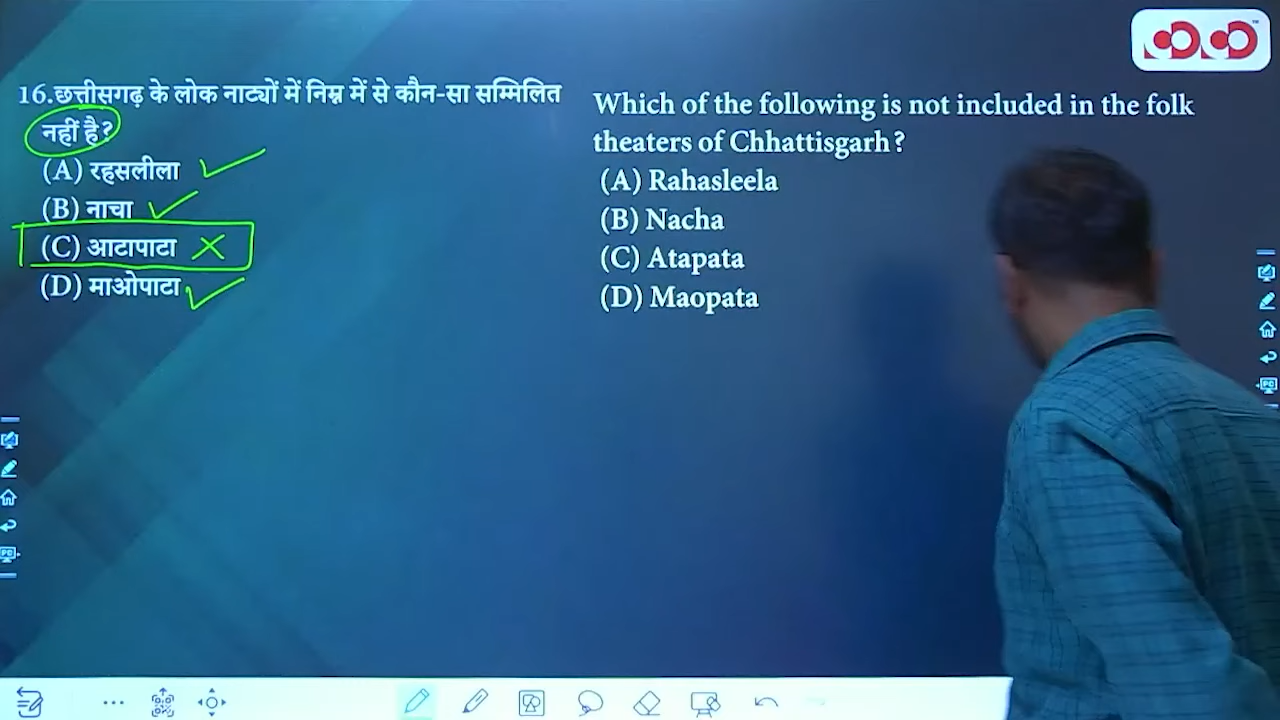 16.छत्तीसगढ़ के लोक नाट्यों में निम्न में से कौन-सा सम्मिलित
नहीं है?
(A) रहसलीला
(B) नाचा
(C) आटापाटा
(D) माओपाटा
Which of the following is not included in the folk
theaters of Chhattisgarh?
(A) Rahasleela
(B) Nacha
(C) Atapata
(D) Maopata